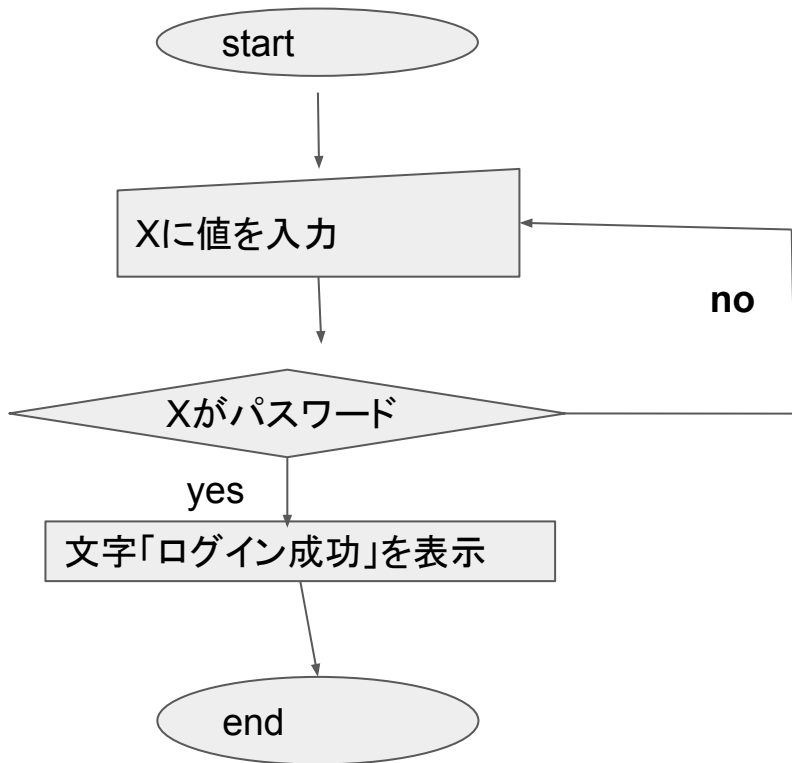 start
Xに値を入力
no
Xがパスワード
yes
文字「ログイン成功」を表示
end